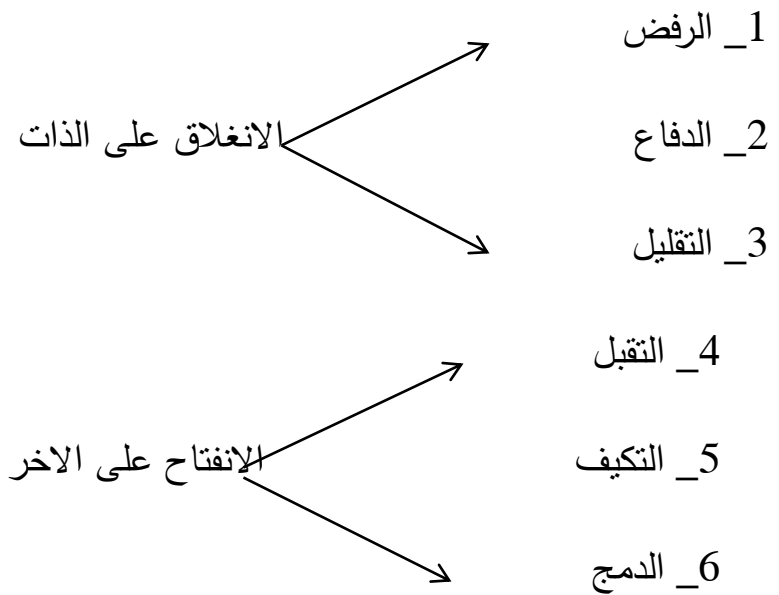 1_ الرفض
الانغلاق على الذات
2_ الدفاع
3_ التقليل
4_ التقبل
الانفتاح على الاخر
5_ التكيف
6_ الدمج